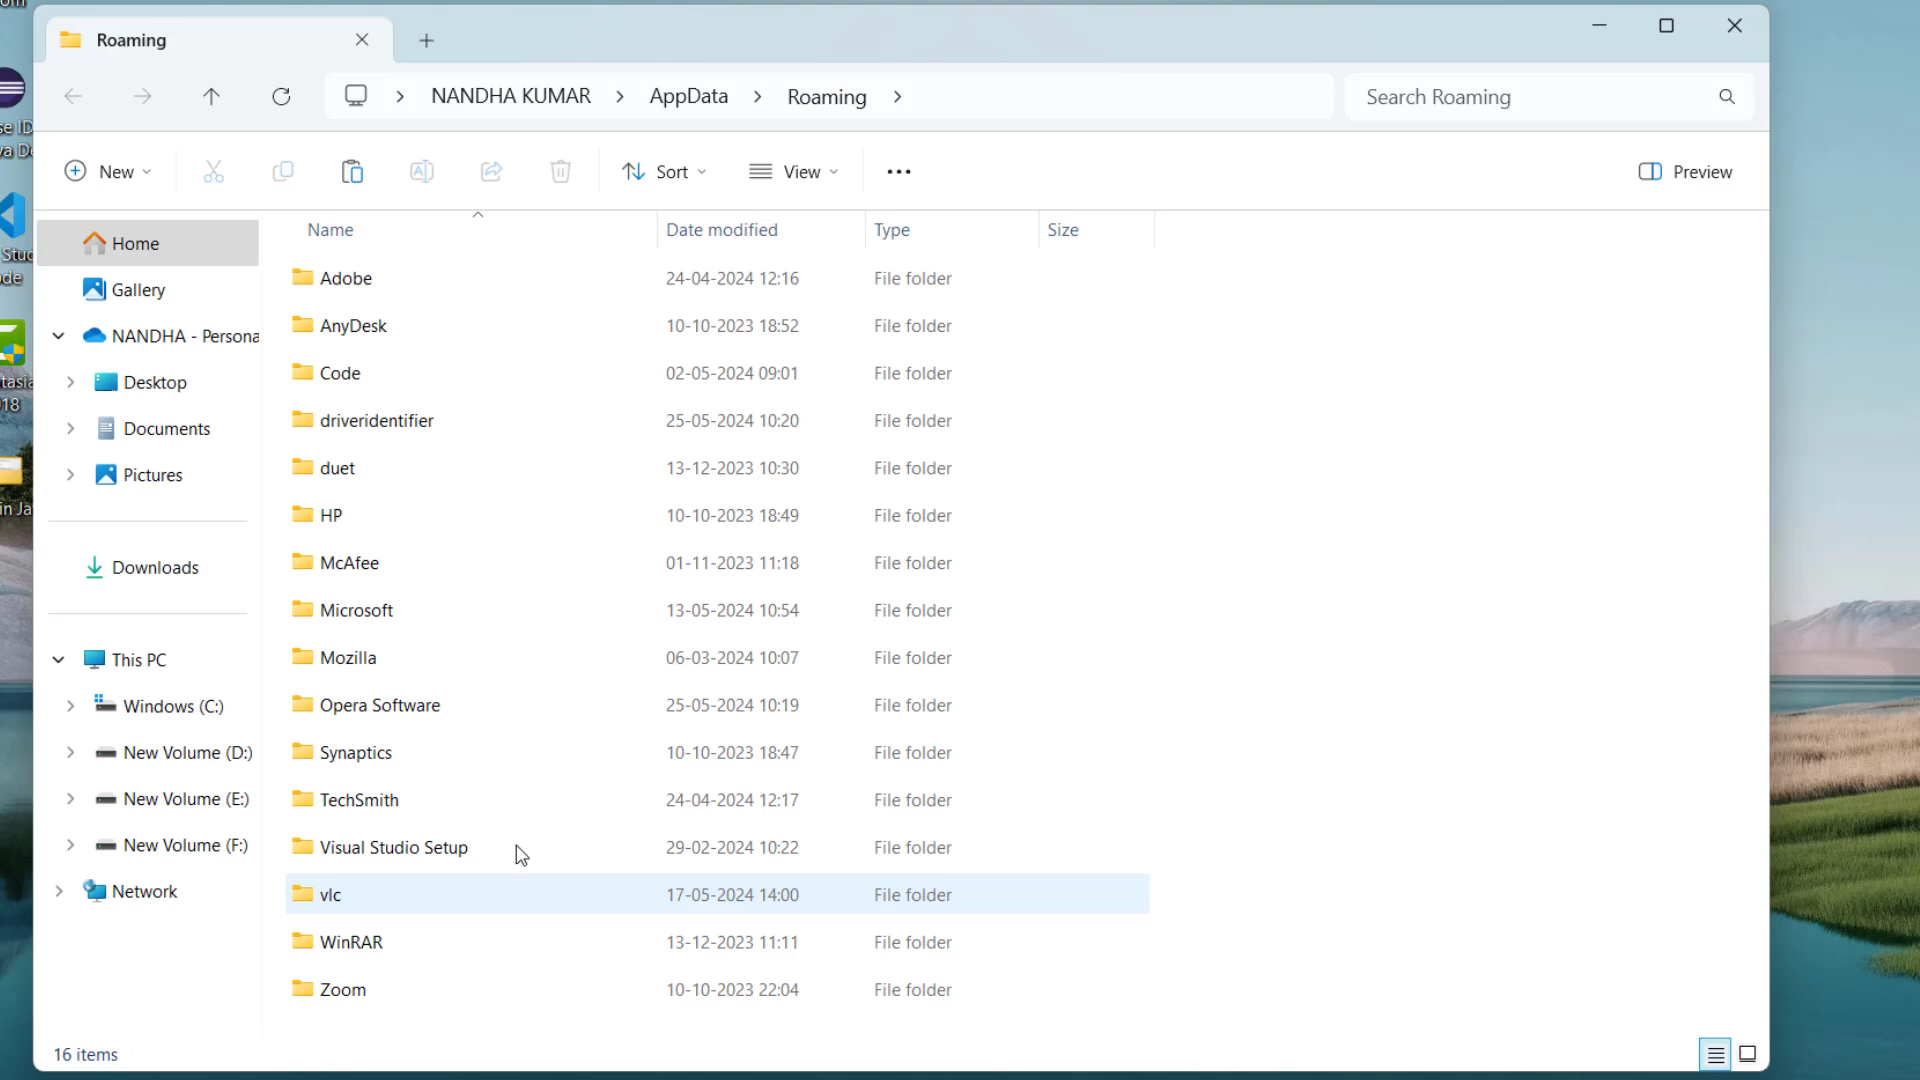 Roaming
NANDHA KUMAR
AppData
Roaming
Search Roaming
New
Sort
View
Preview
Name
Date modified
Type
Size
Home
Gallery
NANDHA - Persona
Desktop
Documents
Pictures
Downloads
This PC
Windows (C:)
New Volume (D:)
New Volume (E:)
New Volume (F:)
Network
Adobe 24-04-2024 12:16 File folder
AnyDesk 10-10-2023 18:52 File folder
Code 02-05-2024 09:01 File folder
driveridentifier 25-05-2024 10:20 File folder
duet 13-12-2023 10:30 File folder
HP 10-10-2023 18:49 File folder
McAfee 01-11-2023 11:18 File folder
Microsoft 13-05-2024 10:54 File folder
Mozilla 06-03-2024 10:07 File folder
Opera Software 25-05-2024 10:19 File folder
Synaptics 10-10-2023 18:47 File folder
TechSmith 24-04-2024 12:17 File folder
Visual Studio Setup 29-02-2024 10:22 File folder
vlc 17-05-2024 14:00 File folder
WinRAR 13-12-2023 11:11 File folder
Zoom 10-10-2023 22:04 File folder
16 items